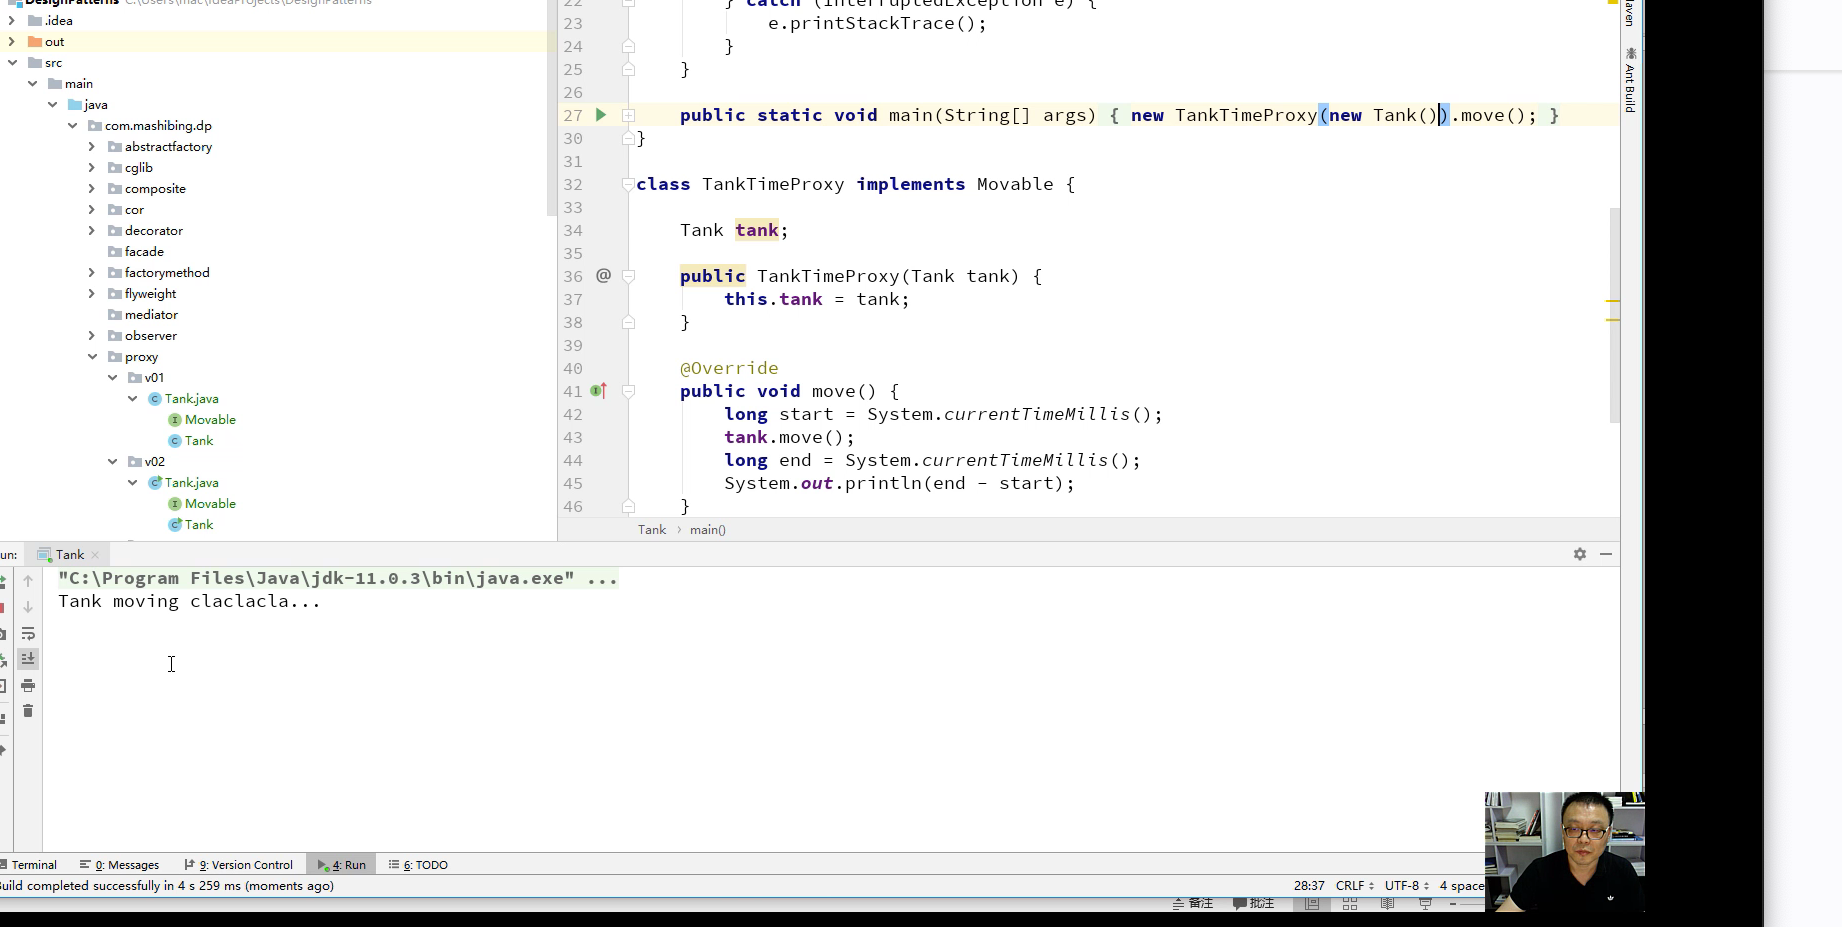 DesignPatterns C:\Users\mac\IdeaProjects\DesignPatterns
.idea
out
src
main
java
com.mashibing.dp
abstractfactory
cglib
composite
cor
decorator
facade
factorymethod
flyweight
mediator
observer
proxy
v01
Tank.java
Movable
Tank
v02
Tank.java
Movable
Tank
22 } catch (InterruptedException e) {
23 e.printStackTrace();
24 }
25 }
26
27 public static void main(String[] args) { new TankTimeProxy(new Tank()).move(); }
30 }
31
32 class TankTimeProxy implements Movable {
33
34 Tank tank;
35
36 @ public TankTimeProxy(Tank tank) {
37 this.tank = tank;
38 }
39
40 @Override
41 public void move() {
42 long start = System.currentTimeMillis();
43 tank.move();
44 long end = System.currentTimeMillis();
45 System.out.println(end - start);
46 }
Tank › main()
Maven
Ant Build
un: Tank
"C:\Program Files\Java\jdk-11.0.3\bin\java.exe" ...
Tank moving claclacla...
Terminal 0: Messages 9: Version Control 4: Run 6: TODO
Build completed successfully in 4 s 259 ms (moments ago)
28:37 CRLF UTF-8 4 space
备注 批注